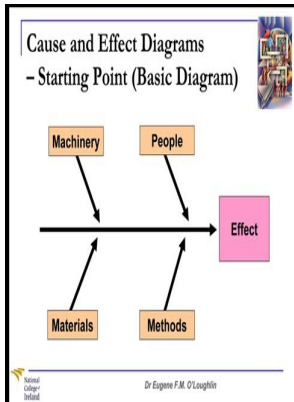 Cause and Effect Diagrams
– Starting Point (Basic Diagram)
Machinery
People
Effect
Materials
Methods
National
College of
Ireland
Dr Eugene F.M. O'Loughlin